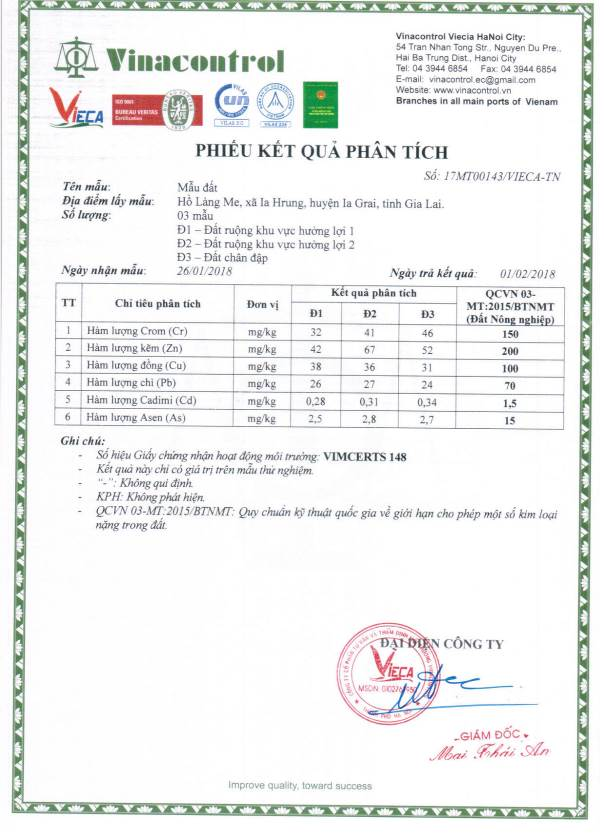 Vinacontrol
Vinacontrol Viecia HaNoi City:
54 Tran Nhan Tong Str., Nguyen Du Pre.,
Hai Ba Trung Dist., Hanoi City
Tel: 04 3944 6854 Fax: 04 3944 6854
E-mail: vinacontrol.ec@gmail.com
Website: www.vinacontrol.vn
Branches in all main ports of Vienam
VIECA
ISO 9001
BUREAU VERITAS
Certification
VILAS
PHIẾU KẾT QUẢ PHÂN TÍCH
Số: 17MT00143/VIECA-TN
Tên mẫu: Mẫu đất
Địa điểm lấy mẫu: Hồ Làng Me, xã Ia Hrung, huyện Ia Grai, tỉnh Gia Lai.
Số lượng: 03 mẫu
Đ1 – Đất ruộng khu vực hưởng lợi 1
Đ2 – Đất ruộng khu vực hưởng lợi 2
Đ3 – Đất chân đập
Ngày nhận mẫu: 26/01/2018 Ngày trả kết quả: 01/02/2018
TT Chỉ tiêu phân tích Đơn vị Kết quả phân tích QCVN 03-MT:2015/BTNMT (Đất Nông nghiệp)
Đ1 Đ2 Đ3
1 Hàm lượng Crom (Cr) mg/kg 32 41 46 150
2 Hàm lượng kẽm (Zn) mg/kg 42 67 52 200
3 Hàm lượng đồng (Cu) mg/kg 38 36 31 100
4 Hàm lượng chì (Pb) mg/kg 26 27 24 70
5 Hàm lượng Cadimi (Cd) mg/kg 0,28 0,31 0,34 1,5
6 Hàm lượng Asen (As) mg/kg 2,5 2,8 2,7 15
Ghi chú:
- Số hiệu Giấy chứng nhận hoạt động môi trường: VIMCERTS 148
- Kết quả này chỉ có giá trị trên mẫu thử nghiệm.
- “-”: Không qui định.
- KPH: Không phát hiện.
- QCVN 03-MT:2015/BTNMT: Quy chuẩn kỹ thuật quốc gia về giới hạn cho phép một số kim loại
nặng trong đất.
ĐẠI DIỆN CÔNG TY
VIECA
GIÁM ĐỐC
Mai Thái An
Improve quality, toward success